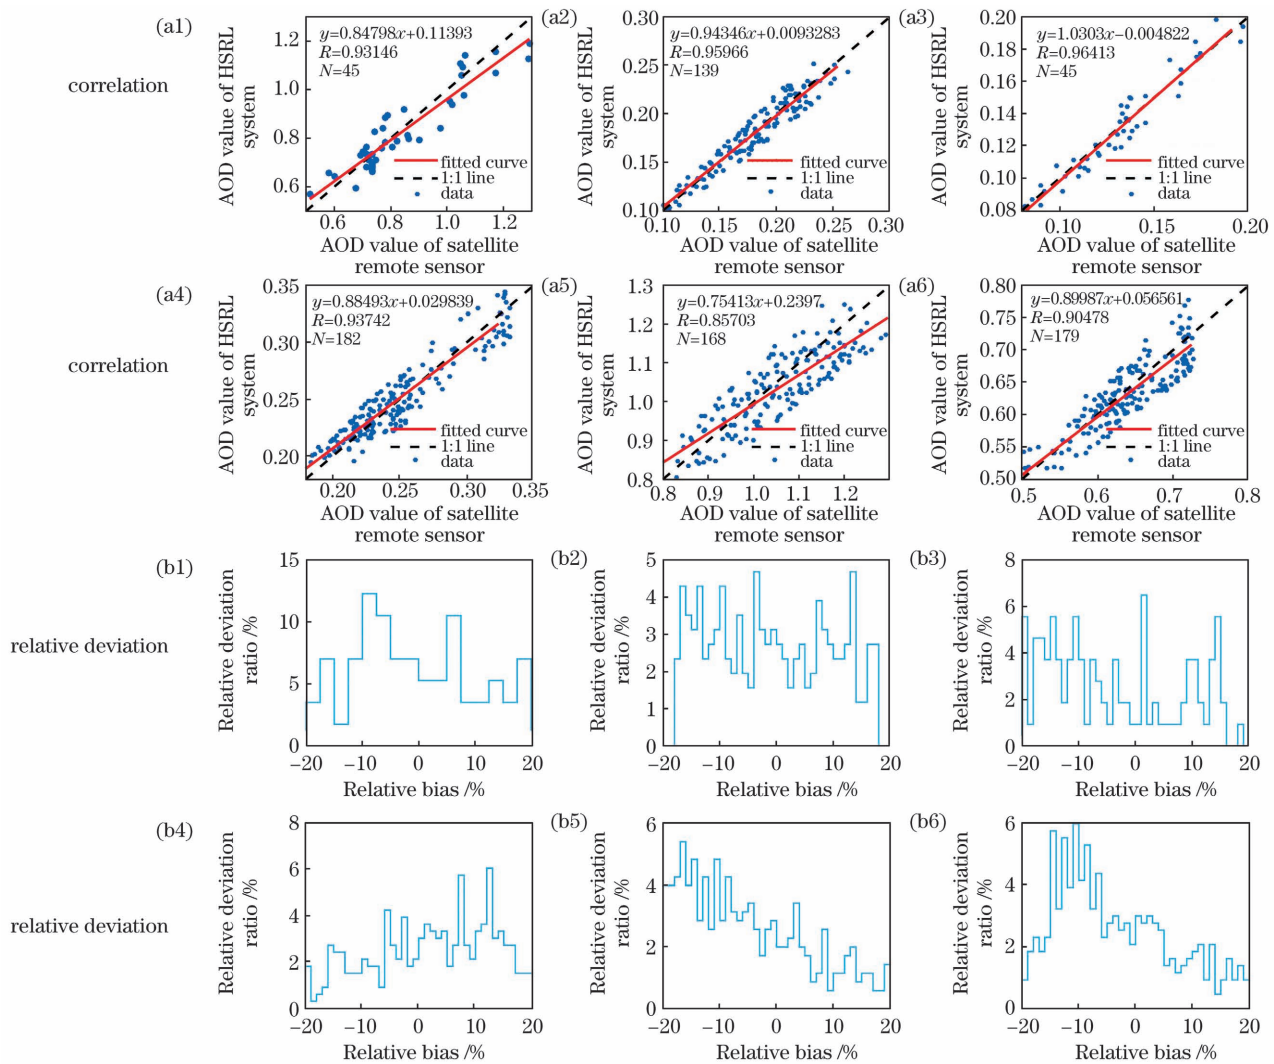 (a1)
correlation
AOD value of HSRL
system
1.2
1.0
0.8
0.6
y=0.84798x+0.11393
R=0.93146
N=45
fitted curve
1:1 line
data
0.6 0.8 1.0 1.2
AOD value of satellite
remote sensor
(a2)
AOD value of HSRL
system
0.30
0.25
0.20
0.15
0.10
y=0.94346x+0.0093283
R=0.95966
N=139
fitted curve
1:1 line
data
0.10 0.15 0.20 0.25 0.30
AOD value of satellite
remote sensor
(a3)
AOD value of HSRL
system
0.20
0.18
0.16
0.14
0.12
0.10
0.08
y=1.0303x−0.004822
R=0.96413
N=45
fitted curve
1:1 line
data
0.10 0.15 0.20
AOD value of satellite
remote sensor
(a4)
correlation
AOD value of HSRL
system
0.35
0.30
0.25
0.20
y=0.88493x+0.029839
R=0.93742
N=182
fitted curve
1:1 line
data
0.20 0.25 0.30 0.35
AOD value of satellite
remote sensor
(a5)
AOD value of HSRL
system
1.3
1.2
1.1
1.0
0.9
0.8
y=0.75413x+0.2397
R=0.85703
N=168
fitted curve
1:1 line
data
0.8 0.9 1.0 1.1 1.2
AOD value of satellite
remote sensor
(a6)
AOD value of HSRL
system
0.80
0.75
0.70
0.65
0.60
0.55
0.50
y=0.89987x+0.056561
R=0.90478
N=179
fitted curve
1:1 line
data
0.5 0.6 0.7 0.8
AOD value of satellite
remote sensor
(b1)
relative deviation
Relative deviation
ratio /%
15
10
5
0
−20 −10 0 10 20
Relative bias /%
(b2)
Relative deviation
ratio /%
5
4
3
2
1
0
−20 −10 0 10 20
Relative bias /%
(b3)
Relative deviation
ratio /%
8
6
4
2
0
−20 −10 0 10 20
Relative bias /%
(b4)
relative deviation
Relative deviation
ratio /%
8
6
4
2
0
−20 −10 0 10 20
Relative bias /%
(b5)
Relative deviation
ratio /%
6
4
2
0
−20 −10 0 10 20
Relative bias /%
(b6)
Relative deviation
ratio /%
6
4
2
0
−20 −10 0 10 20
Relative bias /%